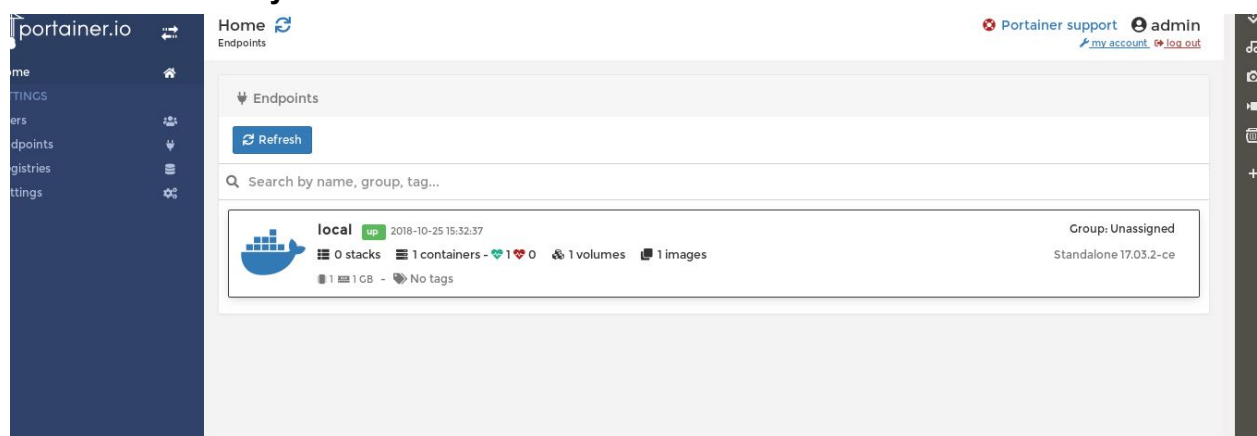 portainer.io
Home
Endpoints
Portainer support admin
my account log out
me
TTINGS
ers
dpoints
gistries
ttings
Endpoints
Refresh
Search by name, group, tag...
local up 2018-10-25 15:32:37
Group: Unassigned
0 stacks 1 containers - 1 0 1 volumes 1 images
Standalone 17.03.2-ce
1 1 GB - No tags